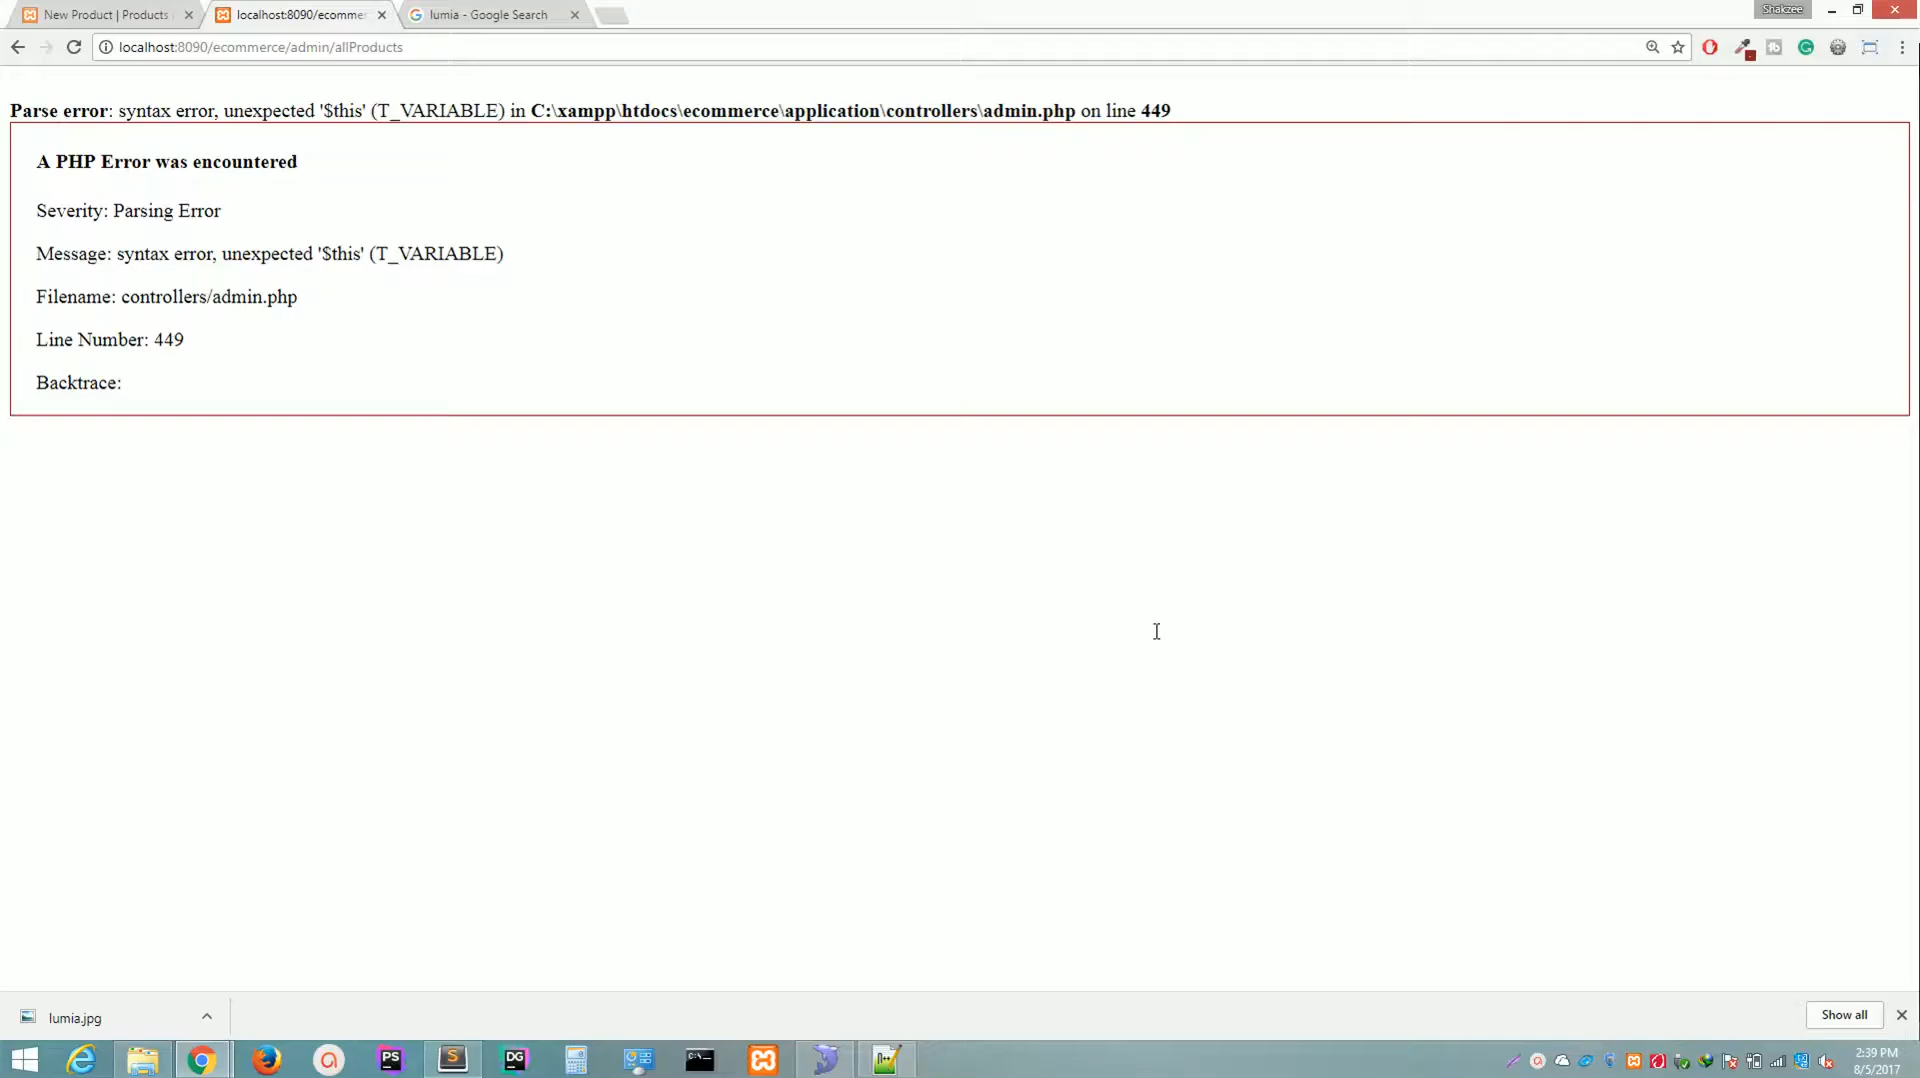 New Product | Products
localhost:8090/ecomme
lumia - Google Search
Shakzee
localhost:8090/ecommerce/admin/allProducts
Parse error: syntax error, unexpected '$this' (T_VARIABLE) in C:\xampp\htdocs\ecommerce\application\controllers\admin.php on line 449
A PHP Error was encountered
Severity: Parsing Error
Message: syntax error, unexpected '$this' (T_VARIABLE)
Filename: controllers/admin.php
Line Number: 449
Backtrace:
lumia.jpg
Show all
PS
S
DG
2:39 PM
8/5/2017